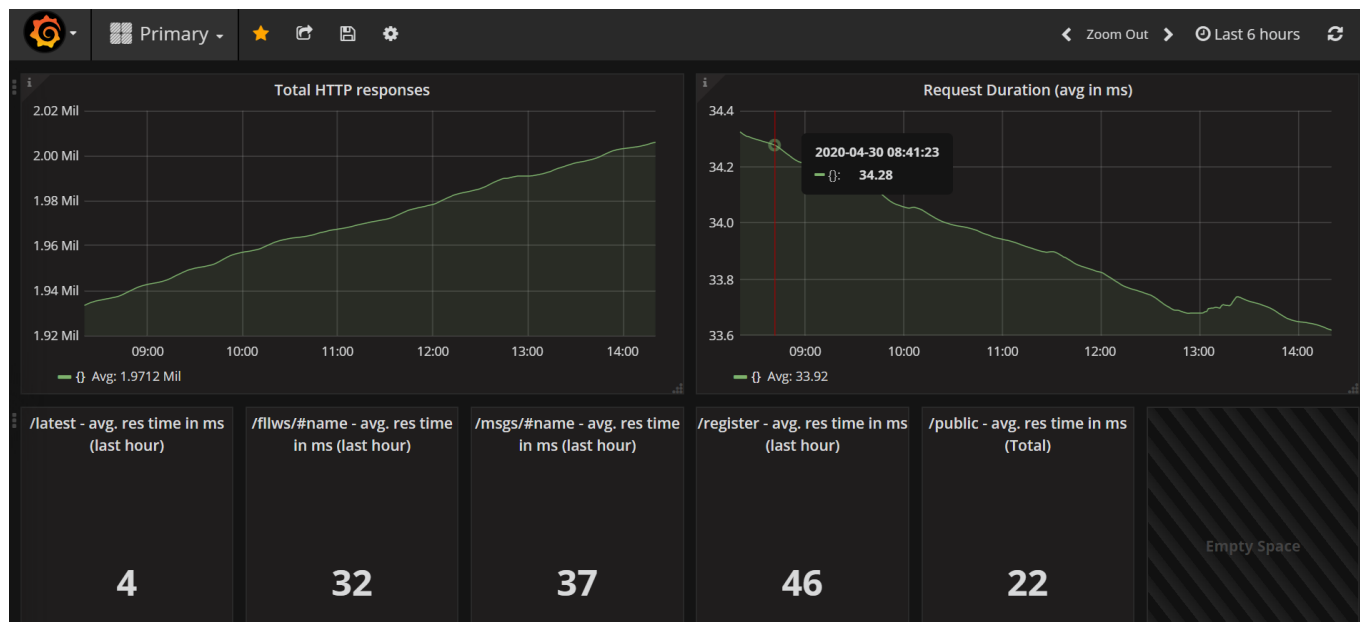 Primary
Zoom Out
Last 6 hours
i
Total HTTP responses
2.02 Mil
2.00 Mil
1.98 Mil
1.96 Mil
1.94 Mil
1.92 Mil
09:00 10:00 11:00 12:00 13:00 14:00
{} Avg: 1.9712 Mil
i
Request Duration (avg in ms)
34.4
34.2
34.0
33.8
33.6
2020-04-30 08:41:23
{}: 34.28
09:00 10:00 11:00 12:00 13:00 14:00
{} Avg: 33.92
/latest - avg. res time in ms
(last hour)
4
/fllws/#name - avg. res time
in ms (last hour)
32
/msgs/#name - avg. res time
in ms (last hour)
37
/register - avg. res time in ms
(last hour)
46
/public - avg. res time in ms
(Total)
22
Empty Space